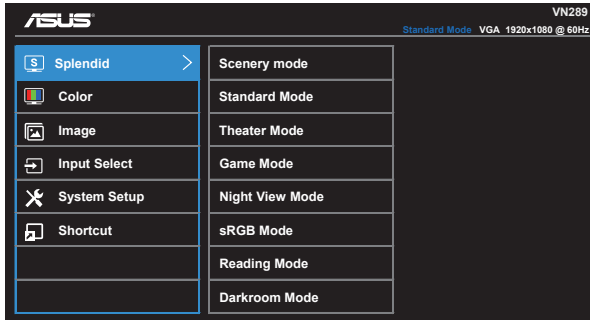 ASUS
VN289
Standard Mode VGA 1920x1080 @ 60Hz
S Splendid
Color
Image
Input Select
System Setup
Shortcut
Scenery mode
Standard Mode
Theater Mode
Game Mode
Night View Mode
sRGB Mode
Reading Mode
Darkroom Mode